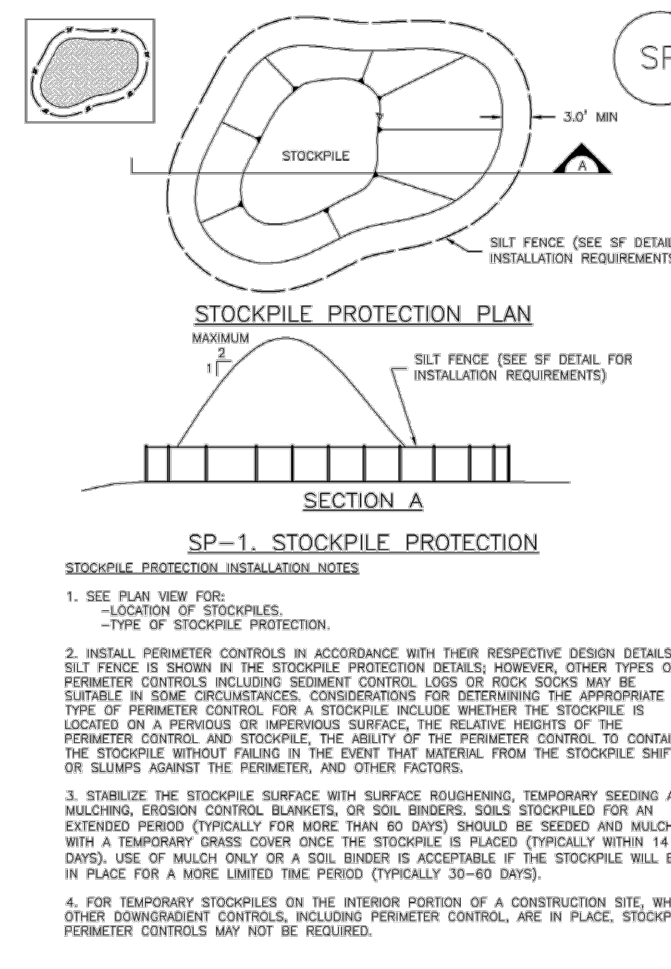 SP
STOCKPILE
3.0' MIN
A
SILT FENCE (SEE SF DETAIL
INSTALLATION REQUIREMENTS
STOCKPILE PROTECTION PLAN
MAXIMUM
2
1
SILT FENCE (SEE SF DETAIL FOR
INSTALLATION REQUIREMENTS)
SECTION A
SP-1. STOCKPILE PROTECTION
STOCKPILE PROTECTION INSTALLATION NOTES
1. SEE PLAN VIEW FOR:
-LOCATION OF STOCKPILES.
-TYPE OF STOCKPILE PROTECTION.
2. INSTALL PERIMETER CONTROLS IN ACCORDANCE WITH THEIR RESPECTIVE DESIGN DETAILS
SILT FENCE IS SHOWN IN THE STOCKPILE PROTECTION DETAILS; HOWEVER, OTHER TYPES O
PERIMETER CONTROLS INCLUDING SEDIMENT CONTROL LOGS OR ROCK SOCKS MAY BE
SUITABLE IN SOME CIRCUMSTANCES. CONSIDERATIONS FOR DETERMINING THE APPROPRIATE
TYPE OF PERIMETER CONTROL FOR A STOCKPILE INCLUDE WHETHER THE STOCKPILE IS
LOCATED ON A PERVIOUS OR IMPERVIOUS SURFACE, THE RELATIVE HEIGHTS OF THE
PERIMETER CONTROL AND STOCKPILE, THE ABILITY OF THE PERIMETER CONTROL TO CONTAI
THE STOCKPILE WITHOUT FAILING IN THE EVENT THAT MATERIAL FROM THE STOCKPILE SHIF
OR SLUMPS AGAINST THE PERIMETER, AND OTHER FACTORS.
3. STABILIZE THE STOCKPILE SURFACE WITH SURFACE ROUGHENING, TEMPORARY SEEDING A
MULCHING, EROSION CONTROL BLANKETS, OR SOIL BINDERS. SOILS STOCKPILED FOR AN
EXTENDED PERIOD (TYPICALLY FOR MORE THAN 60 DAYS) SHOULD BE SEEDED AND MULCH
WITH A TEMPORARY GRASS COVER ONCE THE STOCKPILE IS PLACED (TYPICALLY WITHIN 14
DAYS). USE OF MULCH ONLY OR A SOIL BINDER IS ACCEPTABLE IF THE STOCKPILE WILL B
IN PLACE FOR A MORE LIMITED TIME PERIOD (TYPICALLY 30-60 DAYS).
4. FOR TEMPORARY STOCKPILES ON THE INTERIOR PORTION OF A CONSTRUCTION SITE, WH
OTHER DOWNGRADIENT CONTROLS, INCLUDING PERIMETER CONTROL, ARE IN PLACE, STOCKP
PERIMETER CONTROLS MAY NOT BE REQUIRED.